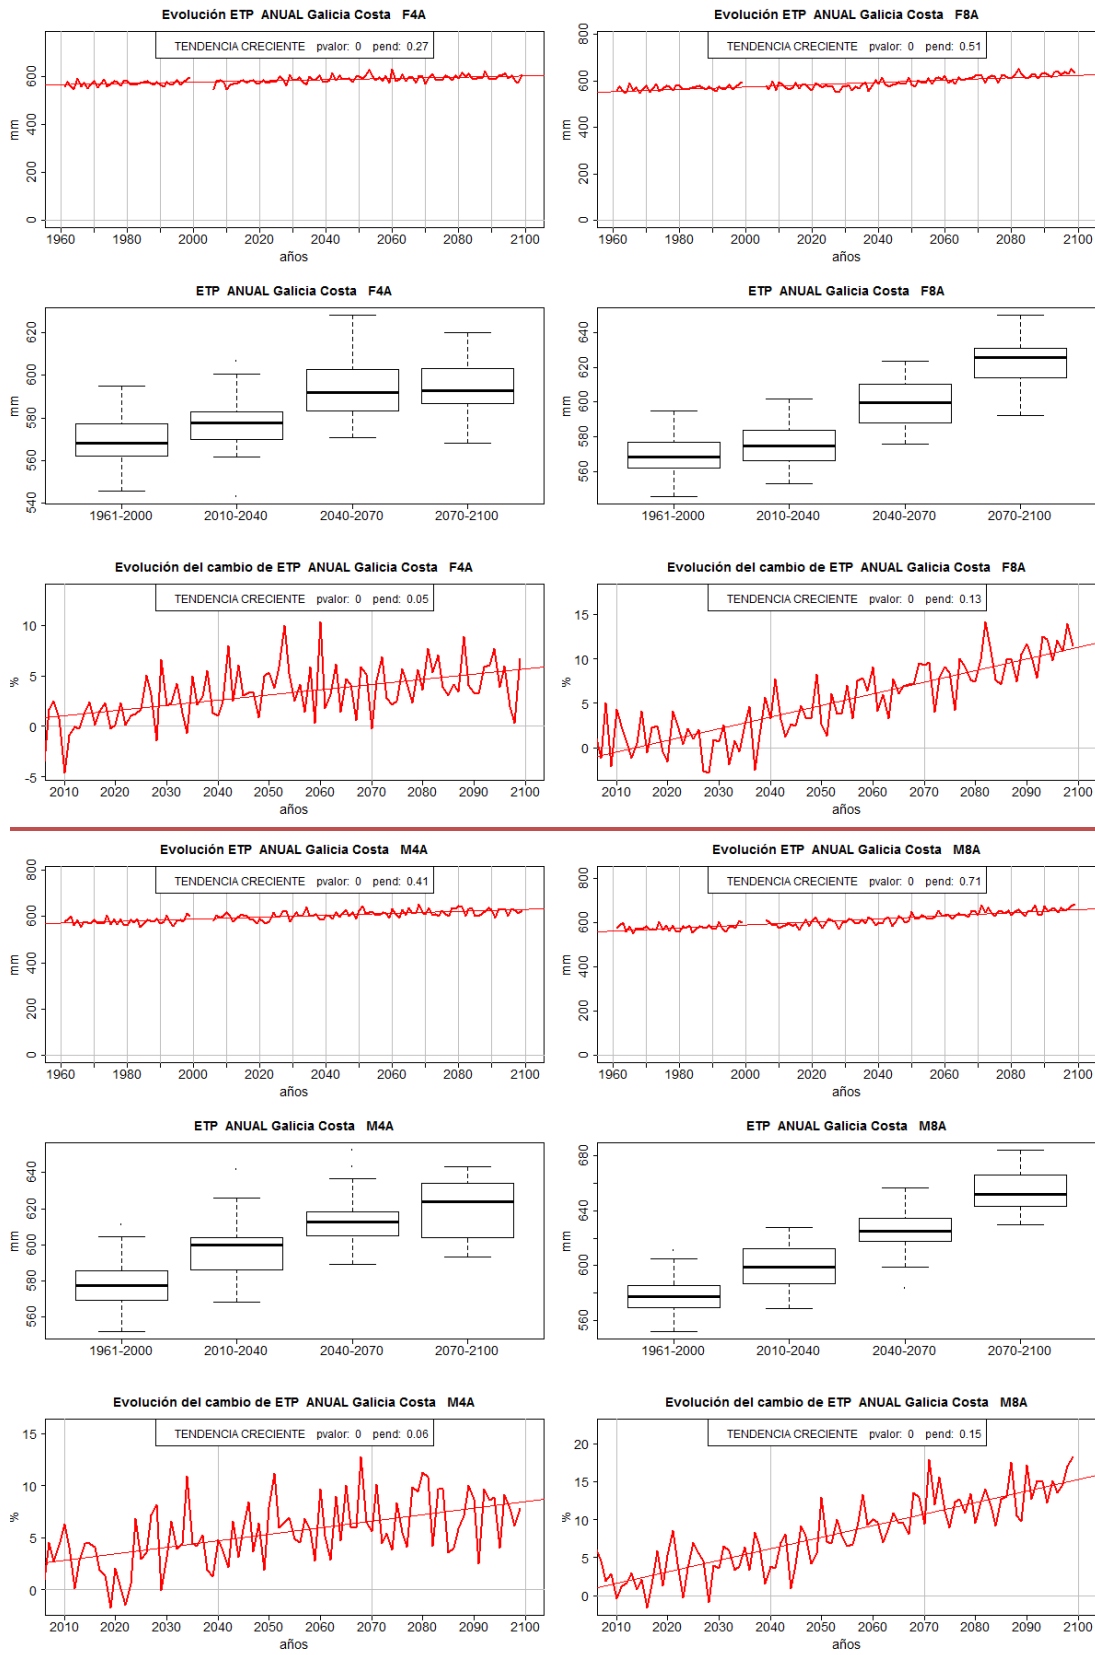 Evolución ETP ANUAL Galicia Costa F4A
TENDENCIA CRECIENTE pvalor: 0 pend: 0.27
mm
0 200 400 600
1960 1980 2000 2020 2040 2060 2080 2100
años
Evolución ETP ANUAL Galicia Costa F8A
TENDENCIA CRECIENTE pvalor: 0 pend: 0.51
mm
0 200 400 600 800
1960 1980 2000 2020 2040 2060 2080 2100
años
ETP ANUAL Galicia Costa F4A
mm
540 560 580 600 620
1961-2000 2010-2040 2040-2070 2070-2100
ETP ANUAL Galicia Costa F8A
mm
560 580 600 620 640
1961-2000 2010-2040 2040-2070 2070-2100
Evolución del cambio de ETP ANUAL Galicia Costa F4A
TENDENCIA CRECIENTE pvalor: 0 pend: 0.05
%
10
5
0
-5
2010 2020 2030 2040 2050 2060 2070 2080 2090 2100
años
Evolución del cambio de ETP ANUAL Galicia Costa F8A
TENDENCIA CRECIENTE pvalor: 0 pend: 0.13
%
15
10
5
0
2010 2020 2030 2040 2050 2060 2070 2080 2090 2100
años
Evolución ETP ANUAL Galicia Costa M4A
TENDENCIA CRECIENTE pvalor: 0 pend: 0.41
mm
0 200 400 600 800
1960 1980 2000 2020 2040 2060 2080 2100
años
Evolución ETP ANUAL Galicia Costa M8A
TENDENCIA CRECIENTE pvalor: 0 pend: 0.71
mm
0 200 400 600 800
1960 1980 2000 2020 2040 2060 2080 2100
años
ETP ANUAL Galicia Costa M4A
mm
560 580 600 620 640
1961-2000 2010-2040 2040-2070 2070-2100
ETP ANUAL Galicia Costa M8A
mm
560 600 640 680
1961-2000 2010-2040 2040-2070 2070-2100
Evolución del cambio de ETP ANUAL Galicia Costa M4A
TENDENCIA CRECIENTE pvalor: 0 pend: 0.06
%
15
10
5
0
2010 2020 2030 2040 2050 2060 2070 2080 2090 2100
años
Evolución del cambio de ETP ANUAL Galicia Costa M8A
TENDENCIA CRECIENTE pvalor: 0 pend: 0.15
%
20
15
10
5
0
2010 2020 2030 2040 2050 2060 2070 2080 2090 2100
años